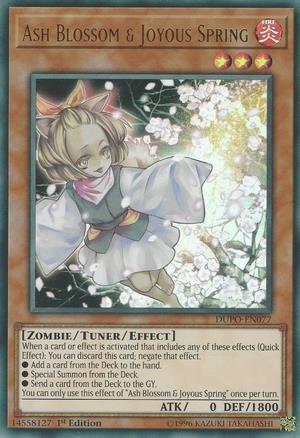 ASH BLOSSOM & JOYOUS SPRING
FIRE
炎
DUPO-EN077
[ZOMBIE/TUNER/EFFECT]
When a card or effect is activated that includes any of these effects (Quick
Effect): You can discard this card; negate that effect.
● Add a card from the Deck to the hand.
● Special Summon from the Deck.
● Send a card from the Deck to the GY.
You can only use this effect of "Ash Blossom & Joyous Spring" once per turn.
ATK/ 0 DEF/1800
14558127 1st Edition ©1996 KAZUKI TAKAHASHI